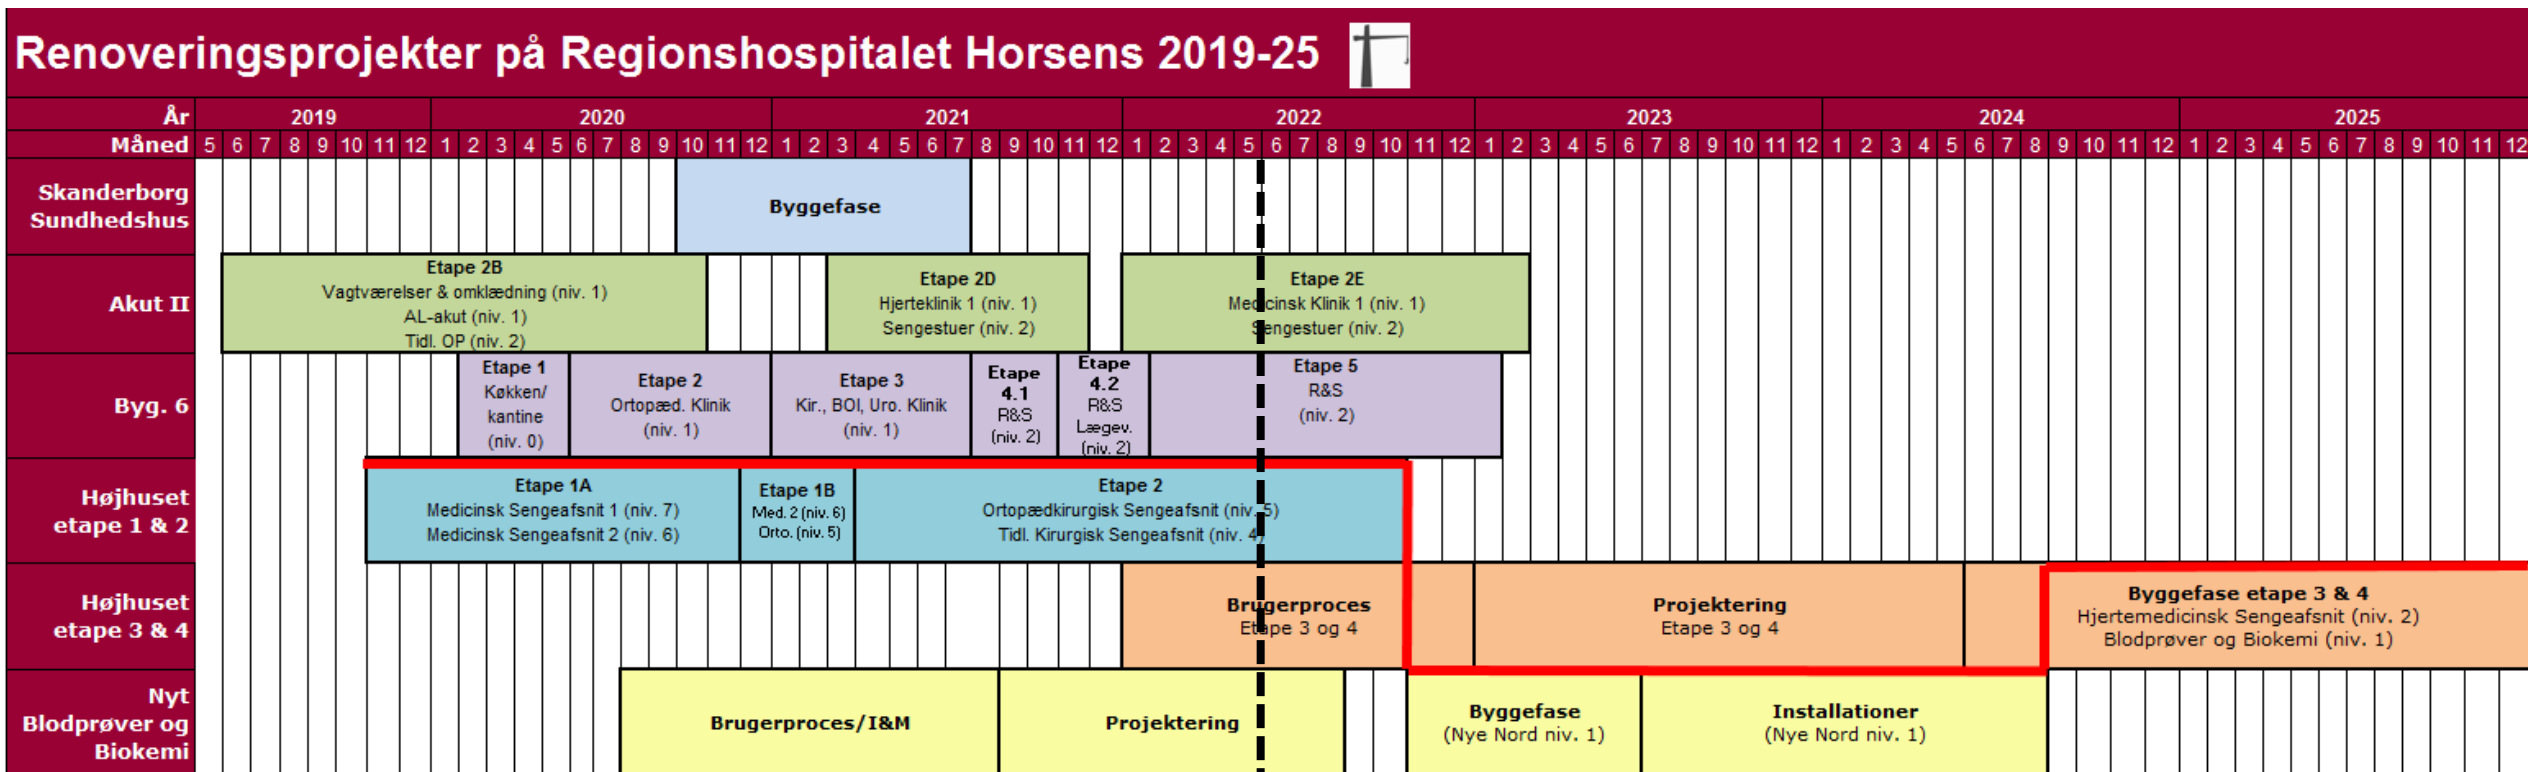 Renoveringsprojekter på Regionshospitalet Horsens 2019-25
År 2019 2020 2021 2022 2023 2024 2025
Måned 5 6 7 8 9 10 11 12 1 2 3 4 5 6 7 8 9 10 11 12 1 2 3 4 5 6 7 8 9 10 11 12 1 2 3 4 5 6 7 8 9 10 11 12 1 2 3 4 5 6 7 8 9 10 11 12 1 2 3 4 5 6 7 8 9 10 11 12 1 2 3 4 5 6 7 8 9 10 11 12
Skanderborg
Sundhedshus
Byggefase
Akut II
Etape 2B
Vagtværelser & omklædning (niv. 1)
AL-akut (niv. 1)
Tidl. OP (niv. 2)
Etape 2D
Hjerteklinik 1 (niv. 1)
Sengestuer (niv. 2)
Etape 2E
Medicinsk Klinik 1 (niv. 1)
Sengestuer (niv. 2)
Byg. 6
Etape 1
Køkken/
kantine
(niv. 0)
Etape 2
Ortopæd. Klinik
(niv. 1)
Etape 3
Kir., BOI, Uro. Klinik
(niv. 1)
Etape
4.1
R&S
(niv. 2)
Etape
4.2
R&S
Lægev.
(niv. 2)
Etape 5
R&S
(niv. 2)
Højhuset
etape 1 & 2
Etape 1A
Medicinsk Sengeafsnit 1 (niv. 7)
Medicinsk Sengeafsnit 2 (niv. 6)
Etape 1B
Med. 2 (niv. 6)
Orto. (niv. 5)
Etape 2
Ortopædkirurgisk Sengeafsnit (niv. 5)
Tidl. Kirurgisk Sengeafsnit (niv. 4)
Højhuset
etape 3 & 4
Brugerproces
Etape 3 og 4
Projektering
Etape 3 og 4
Byggefase etape 3 & 4
Hjertemedicinsk Sengeafsnit (niv. 2)
Blodprøver og Biokemi (niv. 1)
Nyt
Blodprøver og
Biokemi
Brugerproces/I&M
Projektering
Byggefase
(Nye Nord niv. 1)
Installationer
(Nye Nord niv. 1)